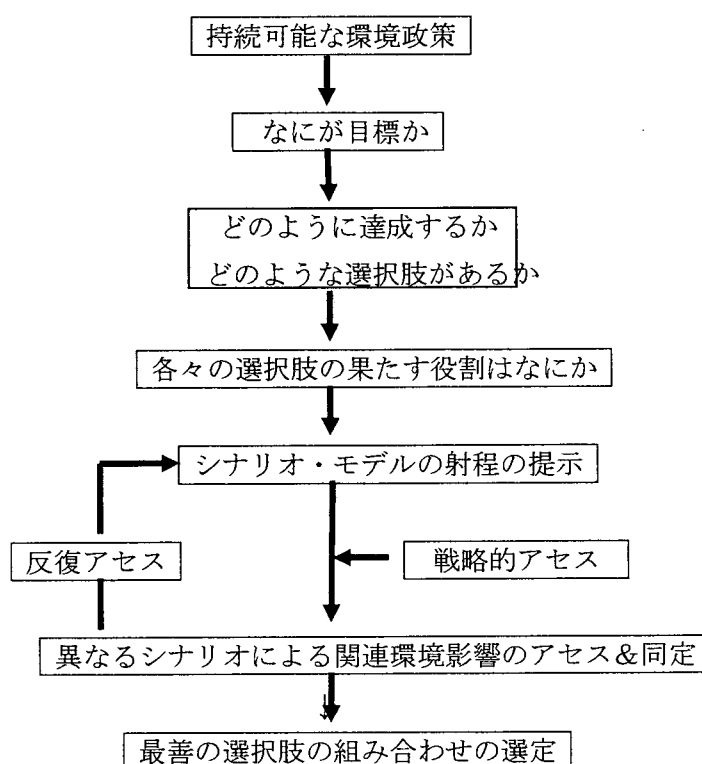 持続可能な環境政策
なにが目標か
どのように達成するか
どのような選択肢があるか
各々の選択肢の果たす役割はなにか
シナリオ・モデルの射程の提示
反復アセス
戦略的アセス
異なるシナリオによる関連環境影響のアセス&同定
最善の選択肢の組み合わせの選定